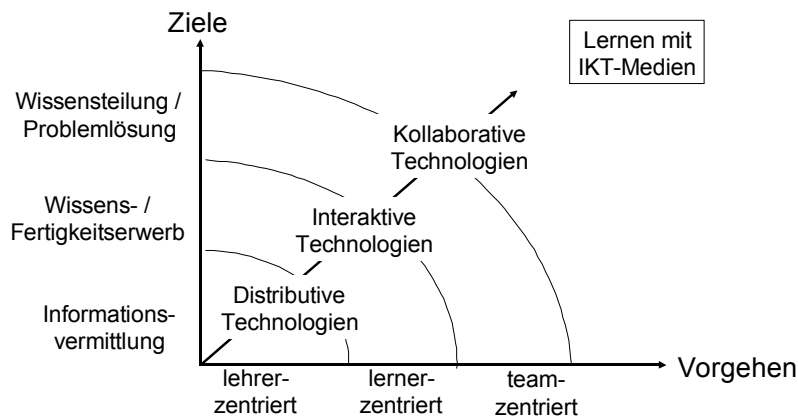 Ziele
Lernen mit
IKT-Medien
Wissensteilung /
Problemlösung
Kollaborative
Technologien
Wissens- /
Fertigkeitserwerb
Interaktive
Technologien
Informations-
vermittlung
Distributive
Technologien
Vorgehen
lehrer-
zentriert
lerner-
zentriert
team-
zentriert